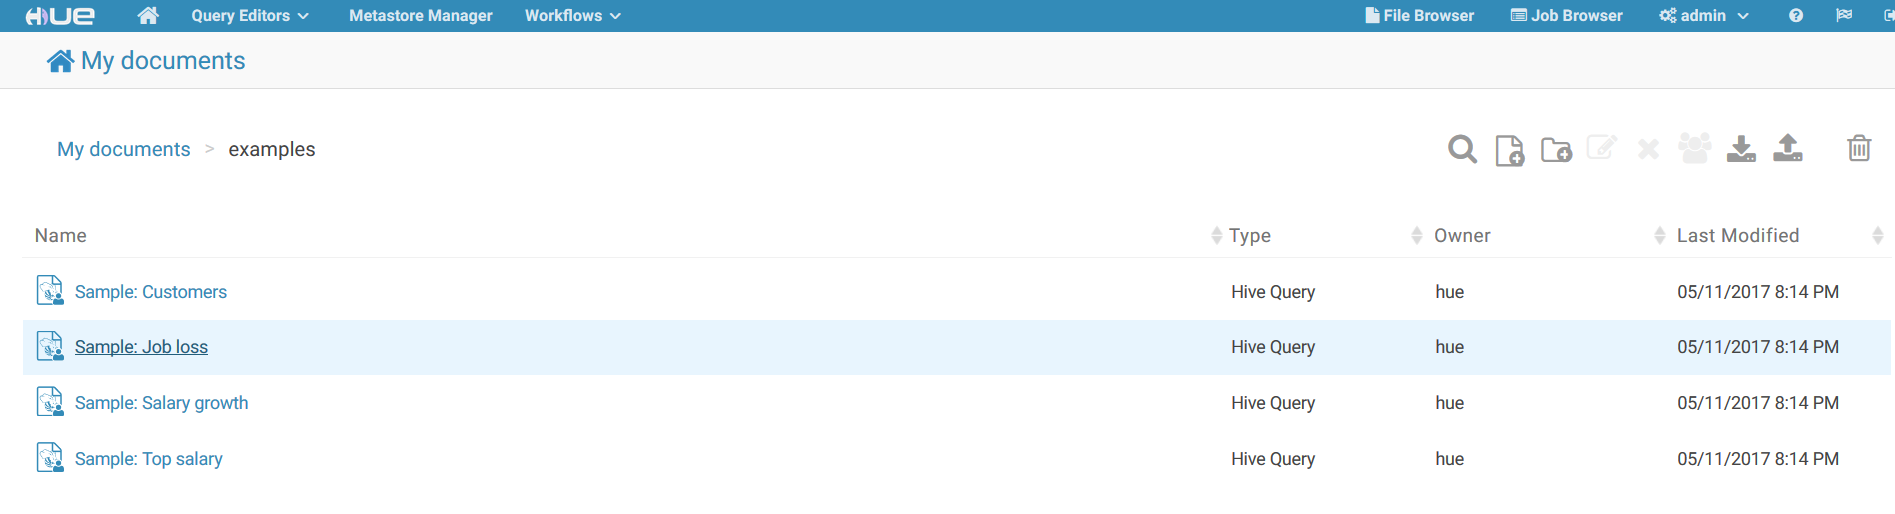 HUE Query Editors Metastore Manager Workflows File Browser Job Browser admin
My documents
My documents > examples
Name Type Owner Last Modified
Sample: Customers Hive Query hue 05/11/2017 8:14 PM
Sample: Job loss Hive Query hue 05/11/2017 8:14 PM
Sample: Salary growth Hive Query hue 05/11/2017 8:14 PM
Sample: Top salary Hive Query hue 05/11/2017 8:14 PM